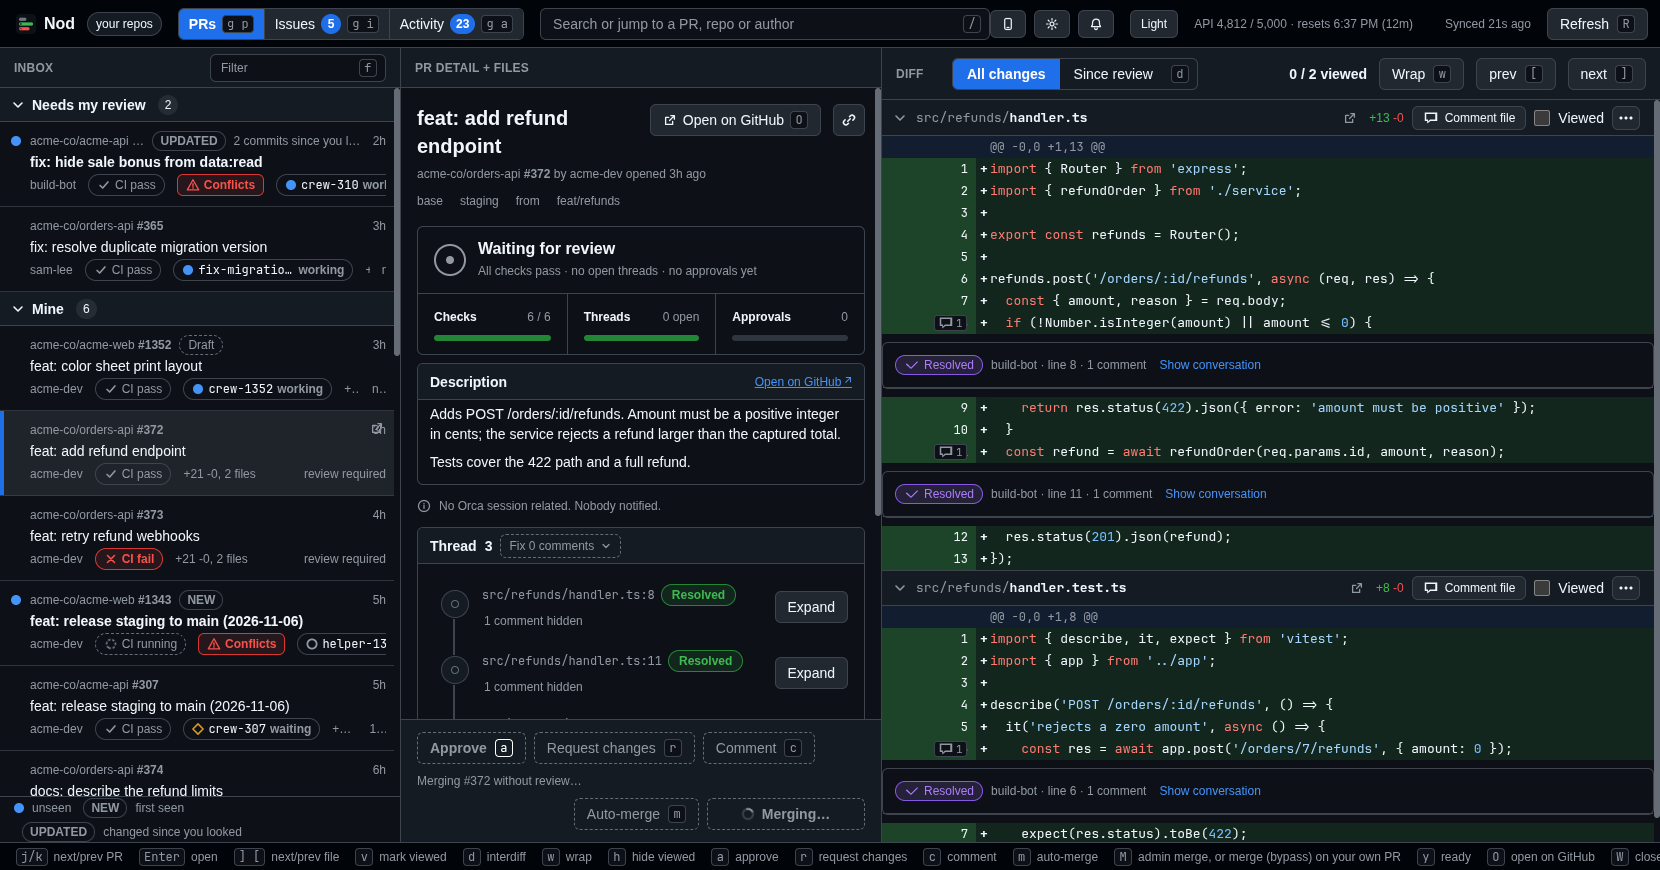 Nod your repos PRs g p Issues 5 g i Activity 23 g a Search or jump to a PR, repo or author / Light API 4,812 / 5,000 · resets 6:37 PM (12m) Synced 21s ago Refresh R
INBOX Filter f
Needs my review 2
acme-co/acme-api … UPDATED 2 commits since you l… 2h
fix: hide sale bonus from data:read
build-bot CI pass Conflicts crew-310 wor
acme-co/orders-api #365 3h
fix: resolve duplicate migration version
sam-lee CI pass fix-migratio… working +
Mine 6
acme-co/acme-web #1352 Draft 3h
feat: color sheet print layout
acme-dev CI pass crew-1352 working +… n…
acme-co/orders-api #372
feat: add refund endpoint
acme-dev CI pass +21 -0, 2 files review required
acme-co/orders-api #373 4h
feat: retry refund webhooks
acme-dev CI fail +21 -0, 2 files review required
acme-co/acme-web #1343 NEW 5h
feat: release staging to main (2026-11-06)
acme-dev CI running Conflicts helper-13
acme-co/acme-api #307 5h
feat: release staging to main (2026-11-06)
acme-dev CI pass crew-307 waiting +… 1…
acme-co/orders-api #374 6h
docs: describe the refund limits
unseen NEW first seen
UPDATED changed since you looked
PR DETAIL + FILES
feat: add refund endpoint
Open on GitHub O
acme-co/orders-api #372 by acme-dev opened 3h ago
base staging from feat/refunds
Waiting for review
All checks pass · no open threads · no approvals yet
Checks 6 / 6 Threads 0 open Approvals 0
Description Open on GitHub
Adds POST /orders/:id/refunds. Amount must be a positive integer
in cents; the service rejects a refund larger than the captured total.
Tests cover the 422 path and a full refund.
No Orca session related. Nobody notified.
Thread 3 Fix 0 comments
src/refunds/handler.ts:8 Resolved
1 comment hidden
Expand
src/refunds/handler.ts:11 Resolved
1 comment hidden
Expand
Approve a Request changes r Comment c
Merging #372 without review…
Auto-merge m Merging…
DIFF All changes Since review d 0 / 2 viewed Wrap w prev [ next ]
src/refunds/handler.ts +13 -0 Comment file Viewed
@@ -0,0 +1,13 @@
1 +import { Router } from 'express';
2 +import { refundOrder } from './service';
3 +
4 +export const refunds = Router();
5 +
6 +refunds.post('/orders/:id/refunds', async (req, res) => {
7 +  const { amount, reason } = req.body;
1 +  if (!Number.isInteger(amount) || amount <= 0) {
Resolved build-bot · line 8 · 1 comment Show conversation
9 +    return res.status(422).json({ error: 'amount must be positive' });
10 +  }
1 +  const refund = await refundOrder(req.params.id, amount, reason);
Resolved build-bot · line 11 · 1 comment Show conversation
12 +  res.status(201).json(refund);
13 +});
src/refunds/handler.test.ts +8 -0 Comment file Viewed
@@ -0,0 +1,8 @@
1 +import { describe, it, expect } from 'vitest';
2 +import { app } from '../app';
3 +
4 +describe('POST /orders/:id/refunds', () => {
5 +  it('rejects a zero amount', async () => {
1 +    const res = await app.post('/orders/7/refunds', { amount: 0 });
Resolved build-bot · line 6 · 1 comment Show conversation
7 +    expect(res.status).toBe(422);
j/k next/prev PR Enter open ] [ next/prev file v mark viewed d interdiff w wrap h hide viewed a approve r request changes c comment m auto-merge M admin merge, or merge (bypass) on your own PR y ready O open on GitHub W close